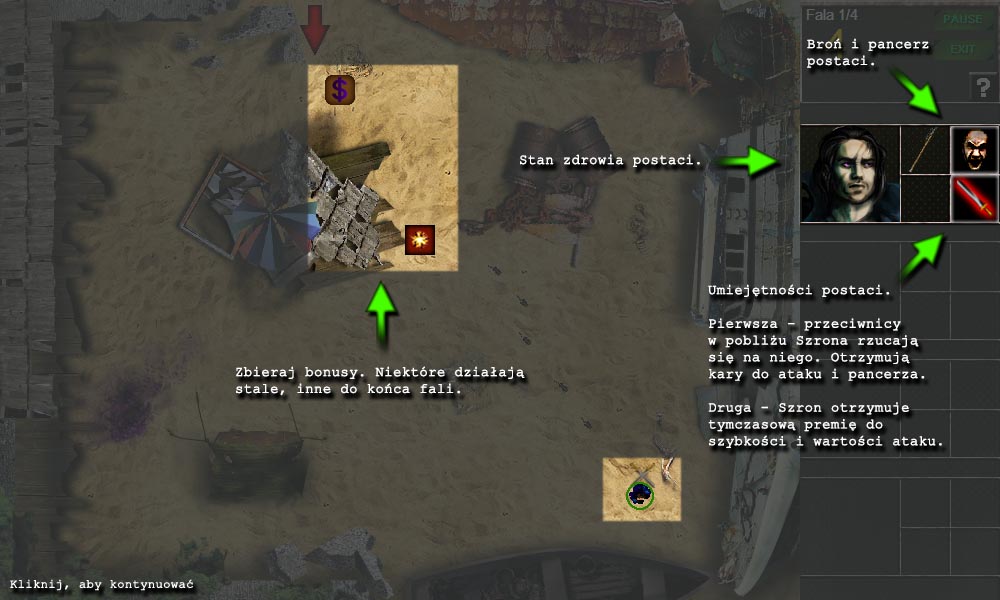 Fala 1/4
PAUSE
EXIT
?
Broń i pancerz
postaci.
$
Stan zdrowia postaci.
Umiejętności postaci.
Pierwsza - przeciwnicy
w pobliżu Szrona rzucają
się na niego. Otrzymują
kary do ataku i pancerza.
Druga - Szron otrzymuje
tymczasową premię do
szybkości i wartości ataku.
Zbieraj bonusy. Niektóre działają
stale, inne do końca fali.
Kliknij, aby kontynuować